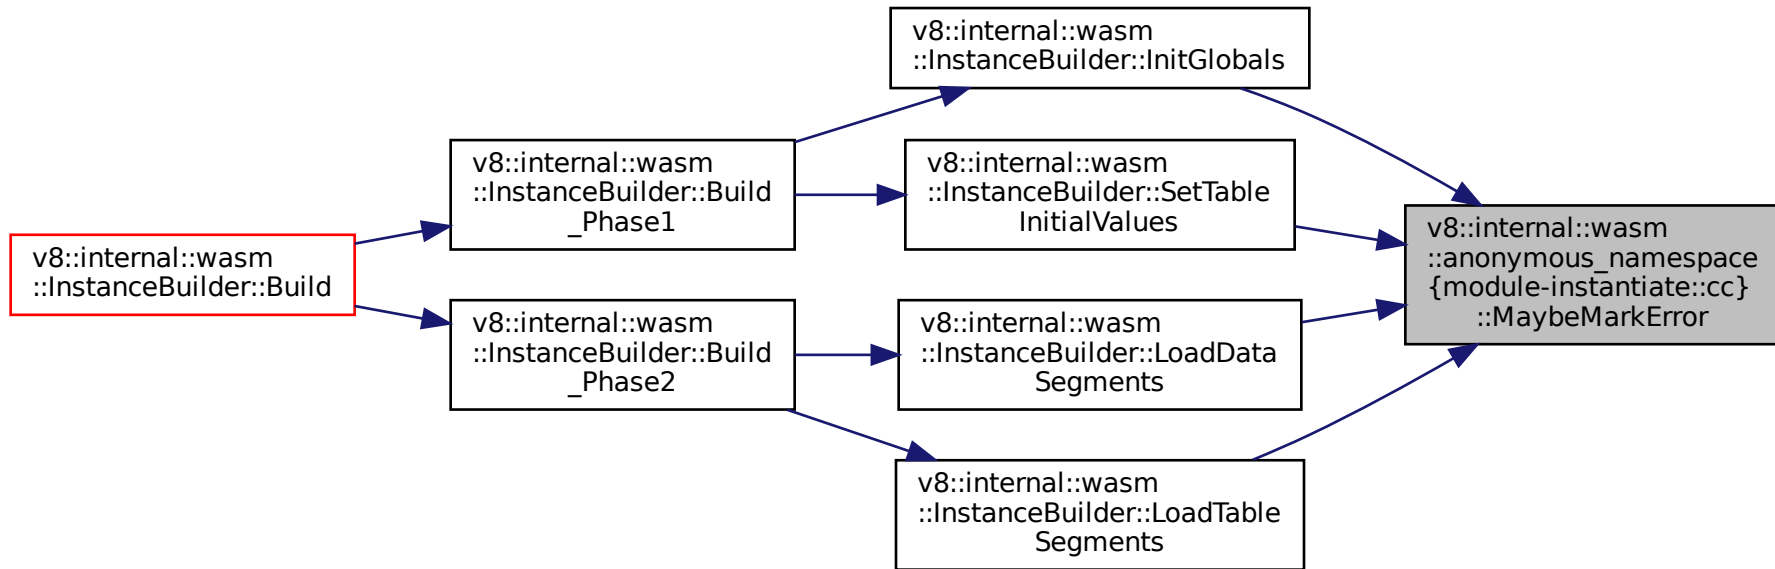 v8::internal::wasm
::InstanceBuilder::Build
v8::internal::wasm
::InstanceBuilder::Build
_Phase1
v8::internal::wasm
::InstanceBuilder::Build
_Phase2
v8::internal::wasm
::InstanceBuilder::InitGlobals
v8::internal::wasm
::InstanceBuilder::SetTable
InitialValues
v8::internal::wasm
::InstanceBuilder::LoadData
Segments
v8::internal::wasm
::InstanceBuilder::LoadTable
Segments
v8::internal::wasm
::anonymous_namespace
{module-instantiate::cc}
::MaybeMarkError